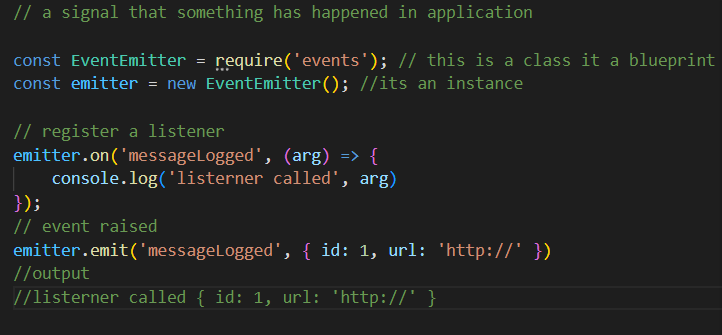 // a signal that something has happened in application
const EventEmitter = require('events'); // this is a class it a blueprint
const emitter = new EventEmitter(); //its an instance
// register a listener
emitter.on('messageLogged', (arg) => {
    console.log('listerner called', arg)
});
// event raised
emitter.emit('messageLogged', { id: 1, url: 'http://' })
//output
//listerner called { id: 1, url: 'http://' }